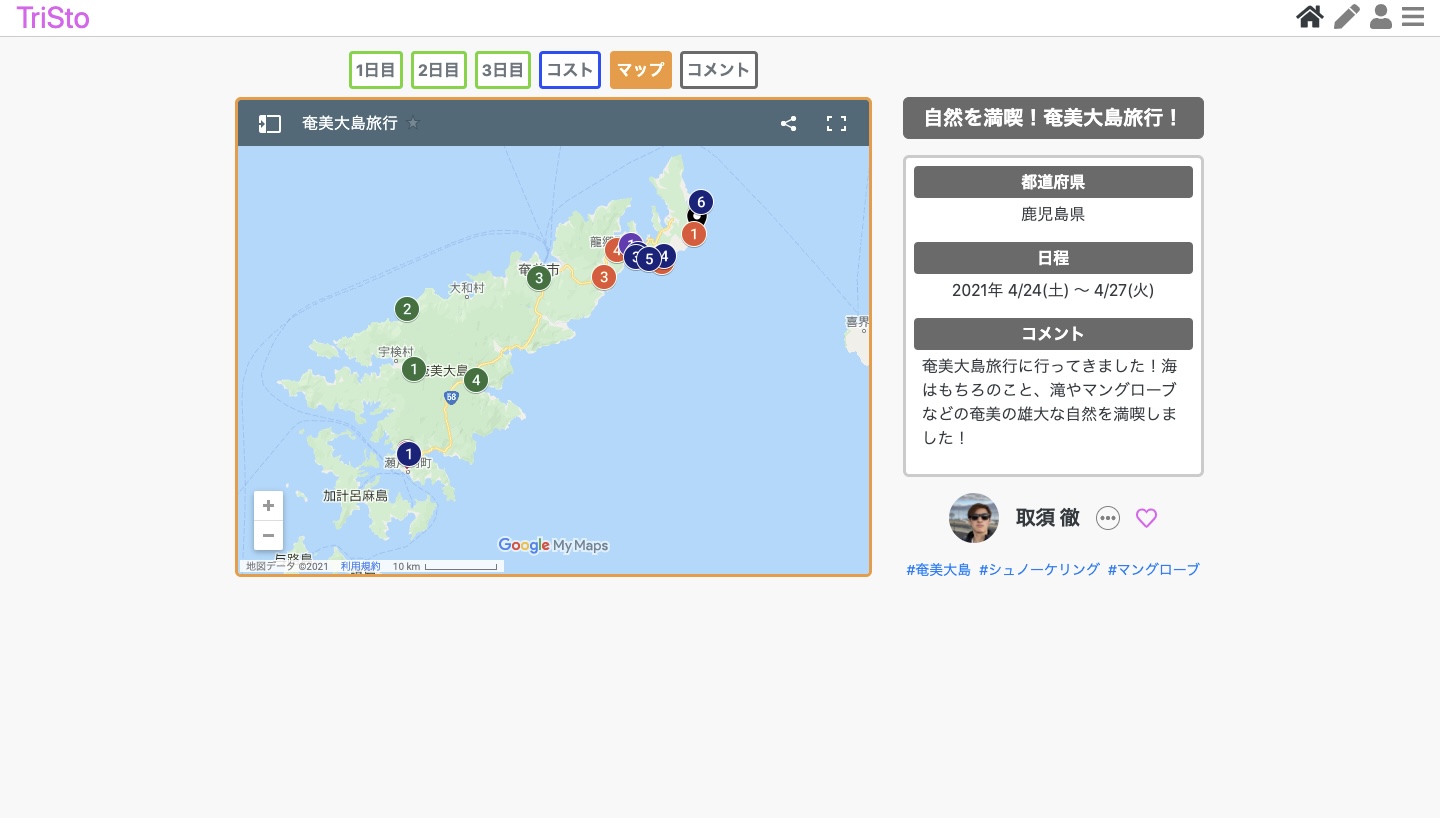 TriSto
1日目 2日目 3日目 コスト マップ コメント
奄美大島旅行
6
1
4
3 5 4
3
3
大和村
2
宇検村
1
奄美大島
4
58
1
加計呂麻島
喜界
Google My Maps
地図データ ©2021 利用規約 10 km
自然を満喫！奄美大島旅行！
都道府県
鹿児島県
日程
2021年 4/24(土) 〜 4/27(火)
コメント
奄美大島旅行に行ってきました！海
はもちろのこと、滝やマングローブ
などの奄美の雄大な自然を満喫しま
した！
取須 徹
#奄美大島 #シュノーケリング #マングローブ